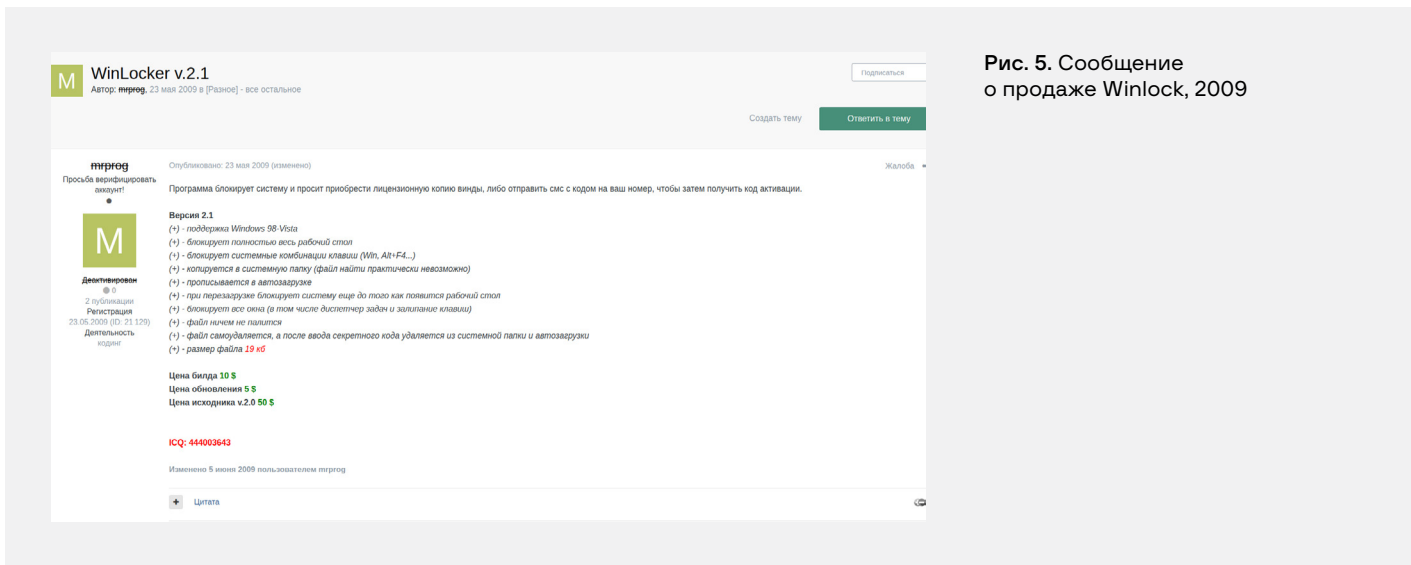 M
WinLocker v.2.1
Автор: mrprog, 23 мая 2009 в [Разное] - все остальное
Подписаться
Создать тему
Ответить в тему
mrprog
Просьба верифицировать
аккаунт!
M
Деактивирован
0
2 публикации
Регистрация
23.05.2009 (ID: 21 129)
Деятельность
кодинг
Опубликовано: 23 мая 2009 (изменено)
Жалоба
Программа блокирует систему и просит приобрести лицензионную копию винды, либо отправить смс с кодом на ваш номер, чтобы затем получить код активации.
Версия 2.1
(+) - поддержка Windows 98-Vista
(+) - блокирует полностью весь рабочий стол
(+) - блокирует системные комбинации клавиш (Win, Alt+F4...)
(+) - копируется в системную папку (файл найти практически невозможно)
(+) - прописывается в автозагрузке
(+) - при перезагрузке блокирует систему еще до того как появится рабочий стол
(+) - блокирует все окна (в том числе диспетчер задач и залипание клавиш)
(+) - файл ничем не палится
(+) - файл самоудаляется, а после ввода секретного кода удаляется из системной папки и автозагрузки
(+) - размер файла 19 кб
Цена билда 10 $
Цена обновления 5 $
Цена исходника v.2.0 50 $
ICQ: 444003643
Изменено 5 июня 2009 пользователем mrprog
+ Цитата
Рис. 5. Сообщение
о продаже Winlock, 2009